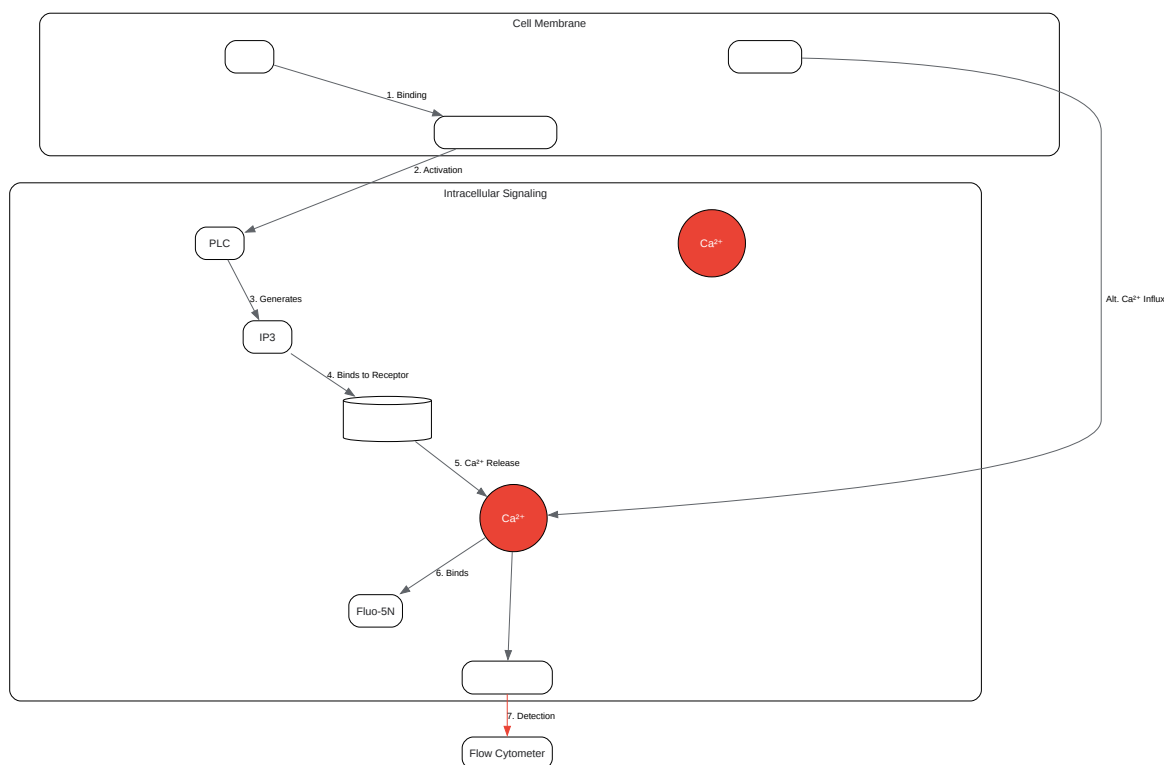 Cell Membrane
1. Binding
2. Activation
Intracellular Signaling
PLC
Ca²⁺
3. Generates
Alt. Ca²⁺ Influx
IP3
4. Binds to Receptor
5. Ca²⁺ Release
Ca²⁺
6. Binds
Fluo-5N
7. Detection
Flow Cytometer